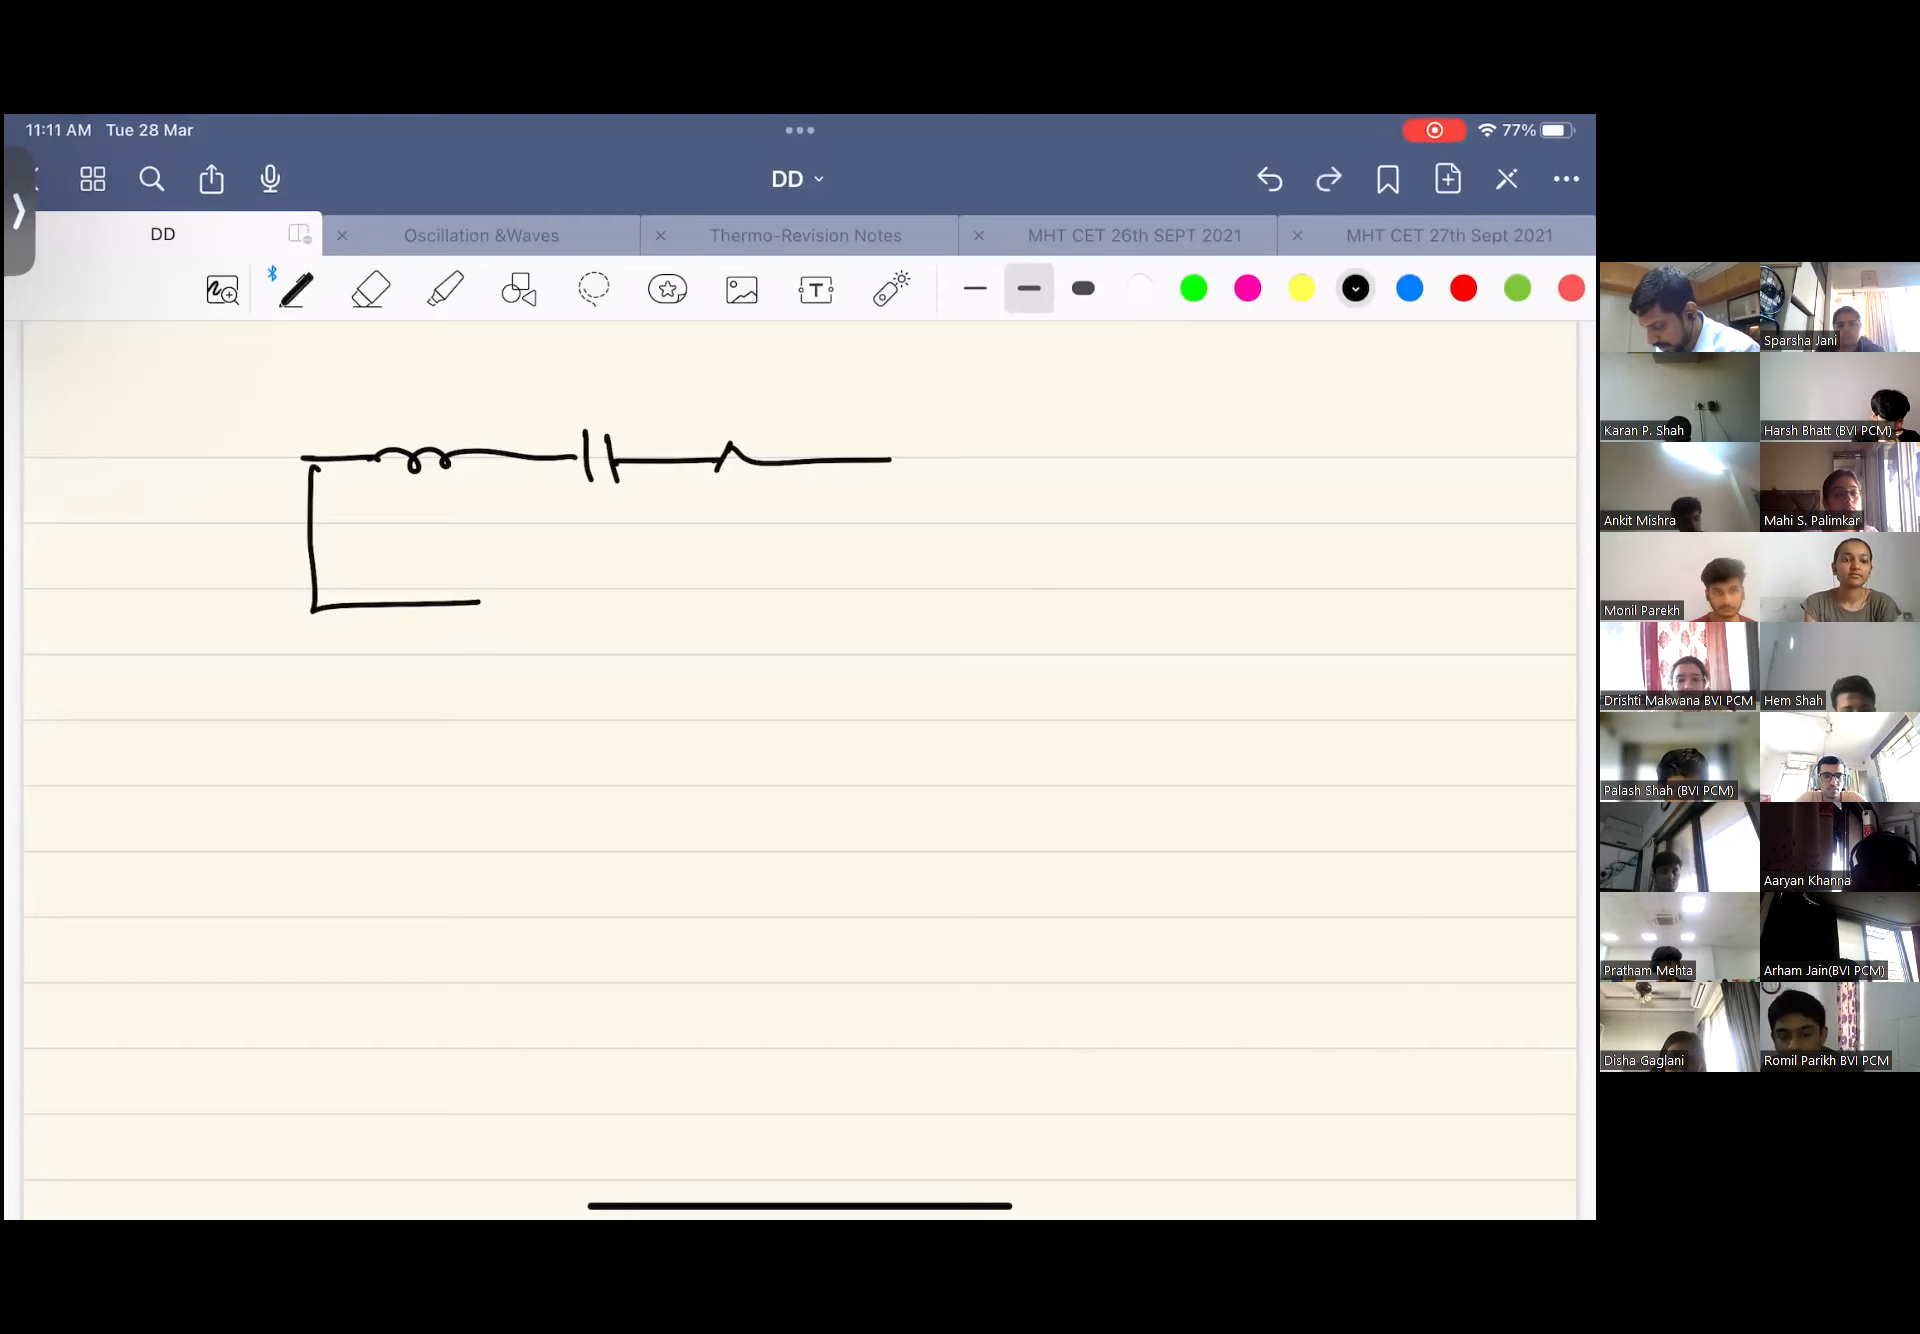 11:11 AM Tue 28 Mar
77%
DD
DD
Oscillation &Waves
Thermo-Revision Notes
MHT CET 26th SEPT 2021
MHT CET 27th Sept 2021
T
Sparsha Jani
Karan P. Shah
Harsh Bhatt (BVI PCM)
Ankit Mishra
Mahi S. Palimkar
Monil Parekh
Drishti Makwana BVI PCM
Hem Shah
Palash Shah (BVI PCM)
Aaryan Khanna
Pratham Mehta
Arham Jain(BVI PCM)
Disha Gaglani
Romil Parikh BVI PCM